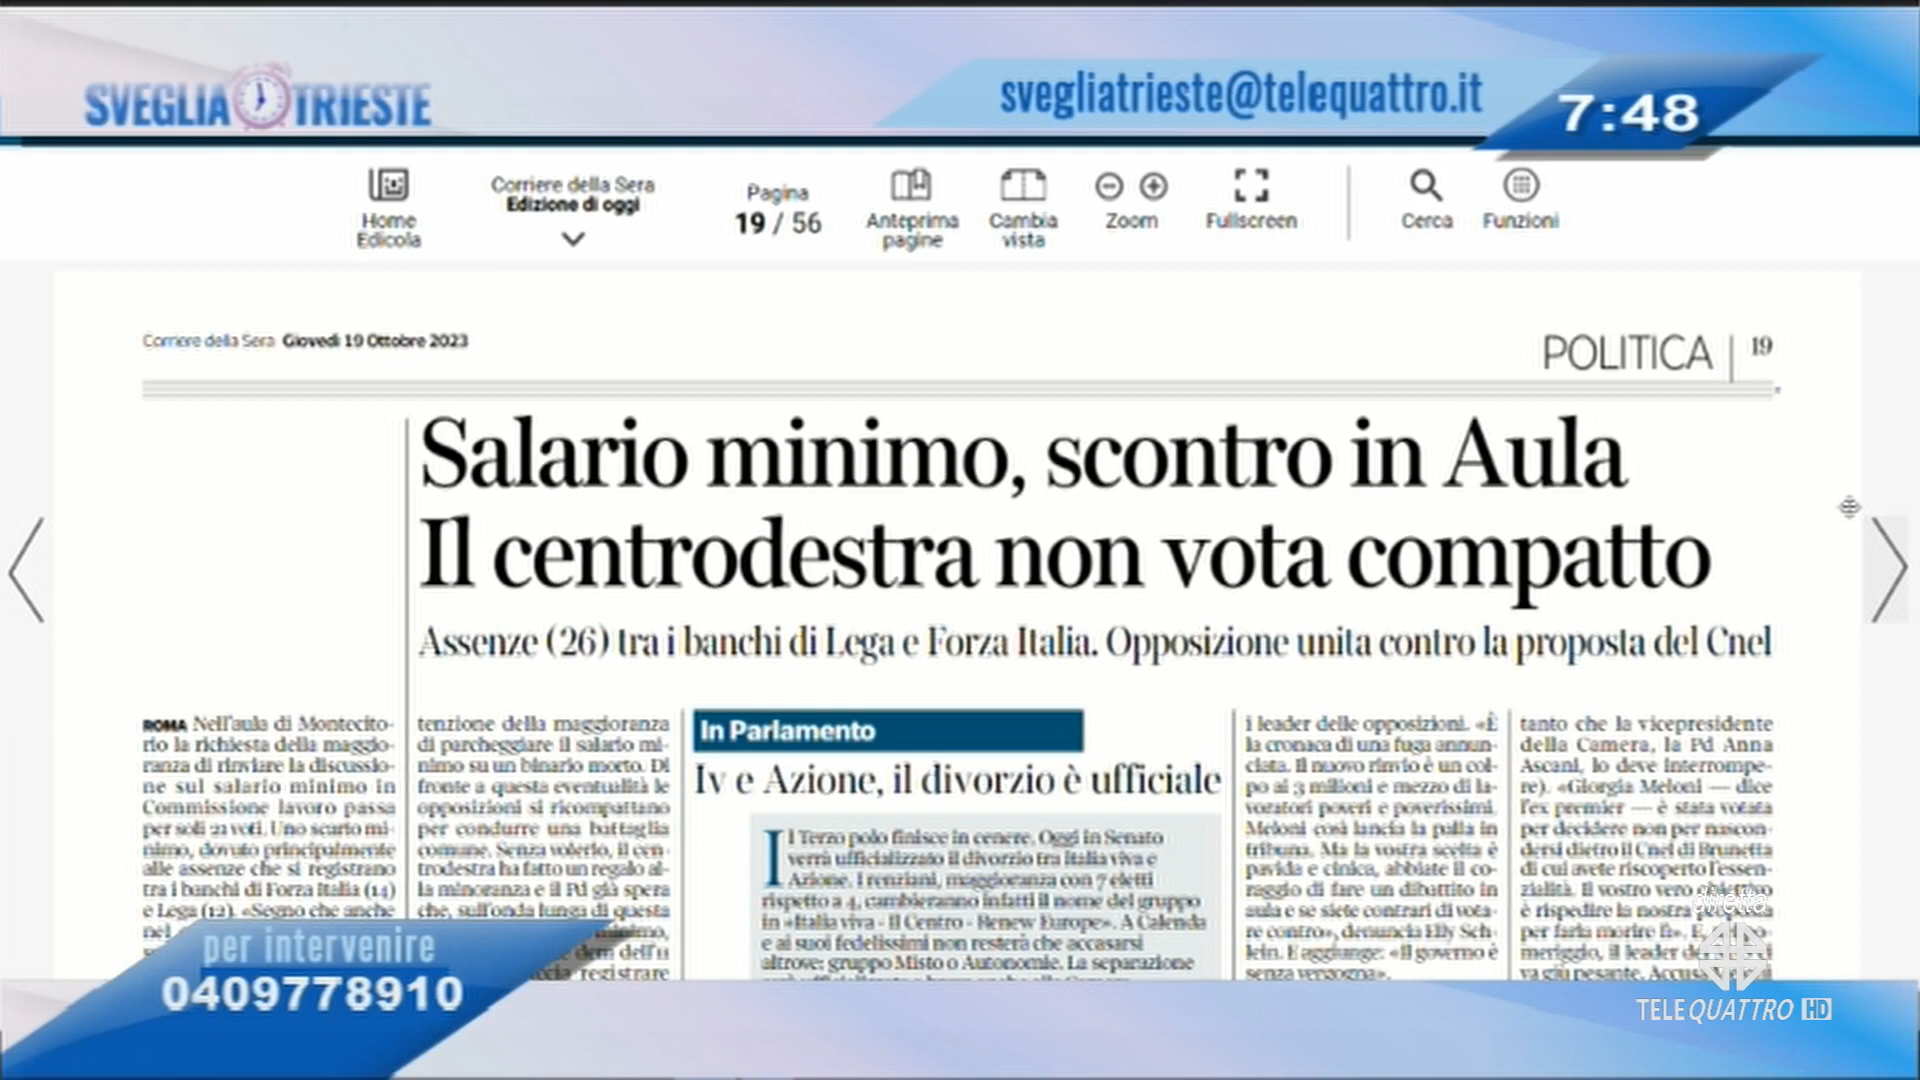 SVEGLIA TRIESTE
svegliatrieste@telequattro.it
7:48
Home
Edicola
Corriere della Sera
Edizione di oggi
Pagina
19 / 56
Anteprima
pagine
Cambia
vista
Zoom
Fullscreen
Cerca
Funzioni
Corriere della Sera Giovedì 19 Ottobre 2023
POLITICA | 19
Salario minimo, scontro in Aula
Il centrodestra non vota compatto
Assenze (26) tra i banchi di Lega e Forza Italia. Opposizione unita contro la proposta del Cnel
ROMA Nell'aula di Montecito-
rio la richiesta della maggio-
ranza di rinviare la discussio-
ne sul salario minimo in
Commissione lavoro passa
per soli 21 voti. Uno scarto mi-
nimo, dovuto principalmente
alle assenze che si registrano
tra i banchi di Forza Italia (14)
e Lega (12). «Segno che anche
tenzione della maggioranza
di parcheggiare il salario mi-
nimo su un binario morto. Di
fronte a questa eventualità le
opposizioni si ricompattano
per condurre una battaglia
comune. Senza volerlo, il cen-
trodestra ha fatto un regalo al-
la minoranza e il Pd già spera
che, sull'onda lunga di questa
registrare
In Parlamento
Iv e Azione, il divorzio è ufficiale
Il Terzo polo finisce in cenere. Oggi in Senato
verrà ufficializzato il divorzio tra Italia viva e
Azione. I renziani, maggioranza con 7 eletti
rispetto a 4, cambieranno infatti il nome del gruppo
in «Italia viva - Il Centro - Renew Europe». A Calenda
e ai suoi fedelissimi non resterà che accasarsi
altrove: gruppo Misto o Autonomie. La separazione
i leader delle opposizioni. «È
la cronaca di una fuga annun-
ciata. Il nuovo rinvio è un col-
po ai 3 milioni e mezzo di la-
voratori poveri e poverissimi.
Meloni così lancia la palla in
tribuna. Ma la vostra scelta è
pavida e cinica, abbiate il co-
raggio di fare un dibattito in
aula e se siete contrari di vota-
re contro», denuncia Elly Sch-
lein. E aggiunge: «Il governo è
senza vergogna».
tanto che la vicepresidente
della Camera, la Pd Anna
Ascani, lo deve interrompe-
re). «Giorgia Meloni — dice
l'ex premier — è stata votata
per decidere non per nascon-
dersi dietro il Cnel di Brunetta
di cui avete riscoperto l'essen-
zialità. Il vostro vero obiettivo
è rispedire la nostra proposta
per farla morire lì». E, nel po-
meriggio, il leader de
va giù pesante.
per intervenire
0409778910
diretta
TELEQUATTRO HD